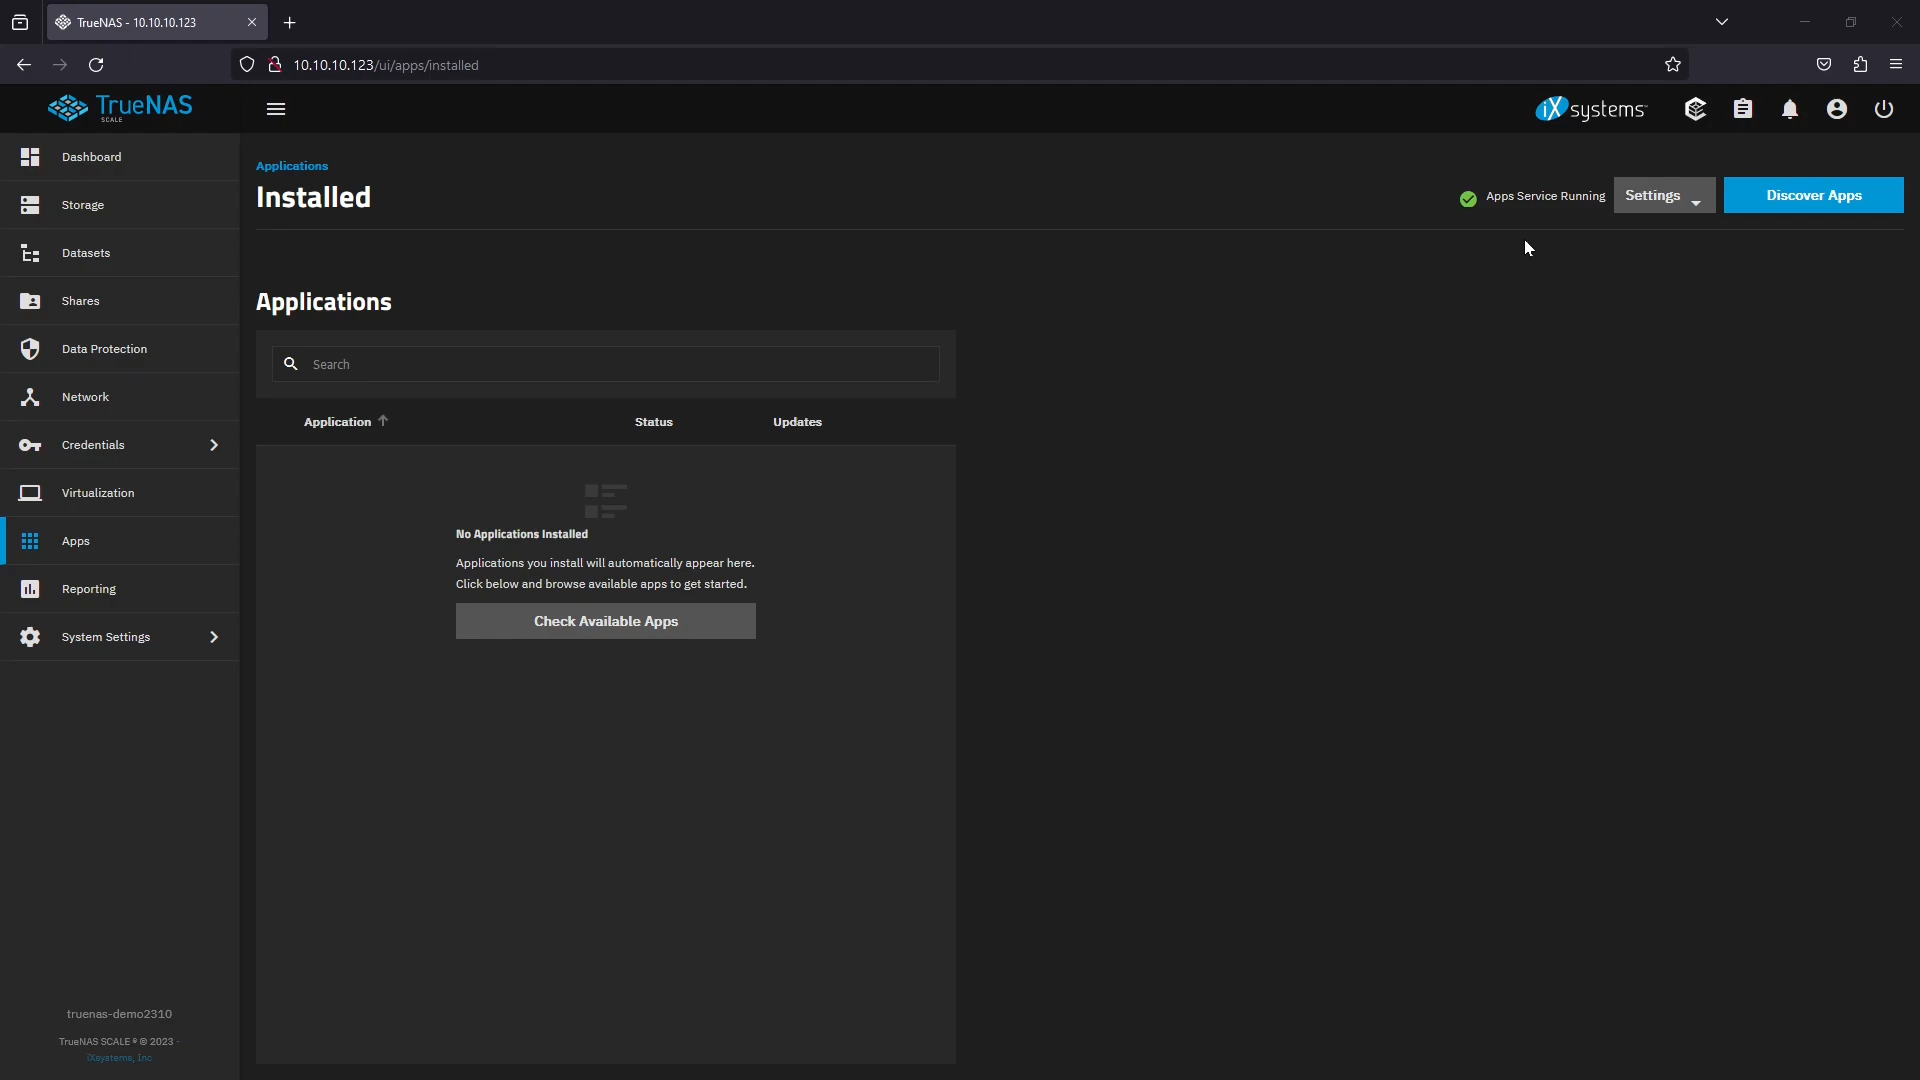 TrueNAS - 10.10.10.123
10.10.10.123/ui/apps/installed
TrueNAS
SCALE
iXsystems™
Dashboard
Storage
Datasets
Shares
Data Protection
Network
Credentials
Virtualization
Apps
Reporting
System Settings
truenas-demo2310
TrueNAS SCALE ® © 2023 -
iXsystems, Inc
Applications
Installed
Apps Service Running
Settings
Discover Apps
Applications
Search
Application
Status
Updates
No Applications Installed
Applications you install will automatically appear here.
Click below and browse available apps to get started.
Check Available Apps